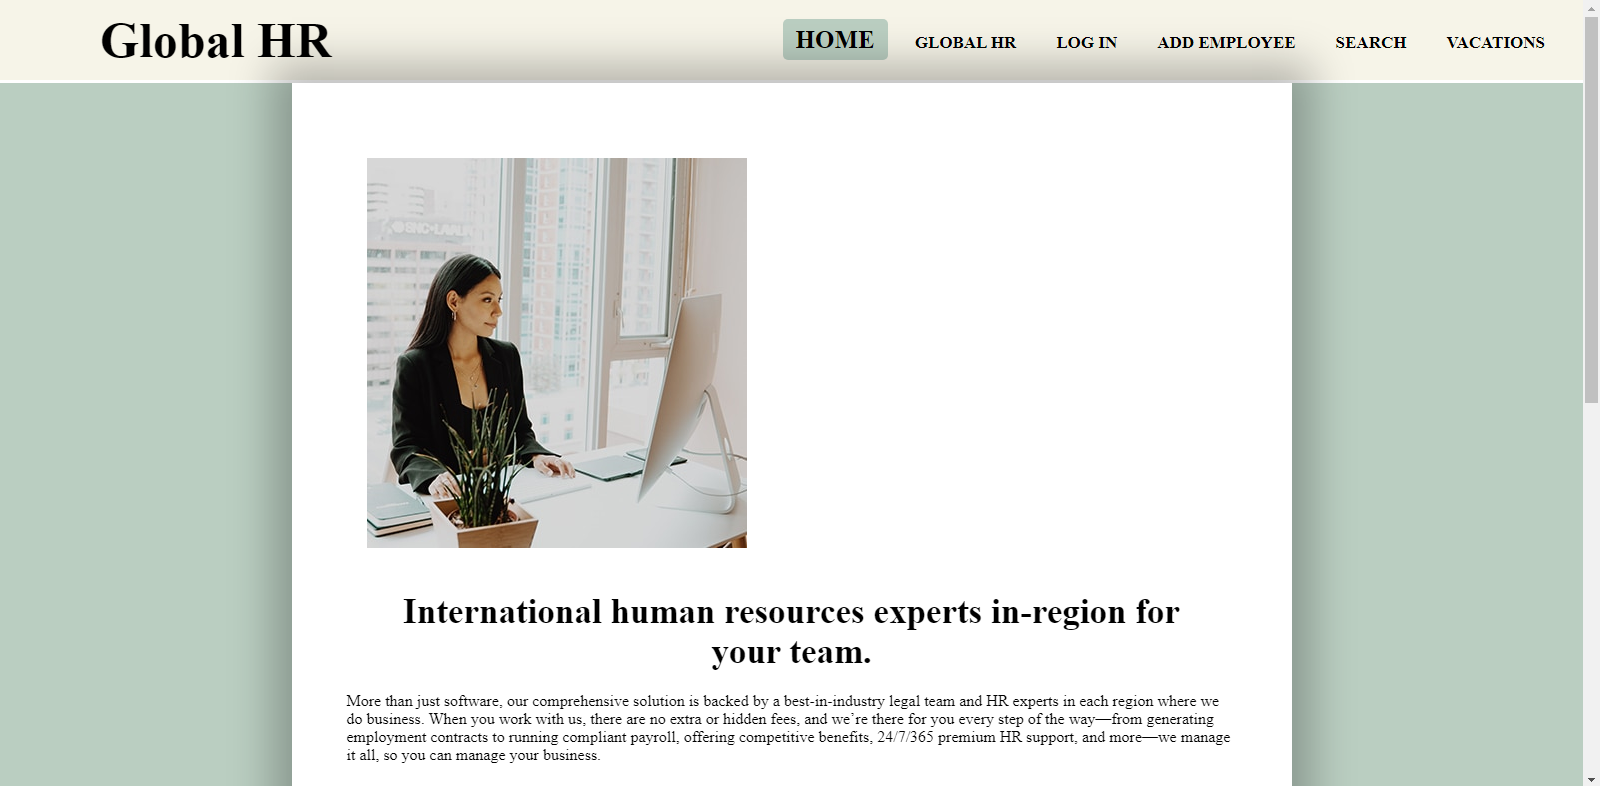 Global HR
HOME
GLOBAL HR
LOG IN
ADD EMPLOYEE
SEARCH
VACATIONS
International human resources experts in-region for
your team.
More than just software, our comprehensive solution is backed by a best-in-industry legal team and HR experts in each region where we
do business. When you work with us, there are no extra or hidden fees, and we’re there for you every step of the way—from generating
employment contracts to running compliant payroll, offering competitive benefits, 24/7/365 premium HR support, and more—we manage
it all, so you can manage your business.